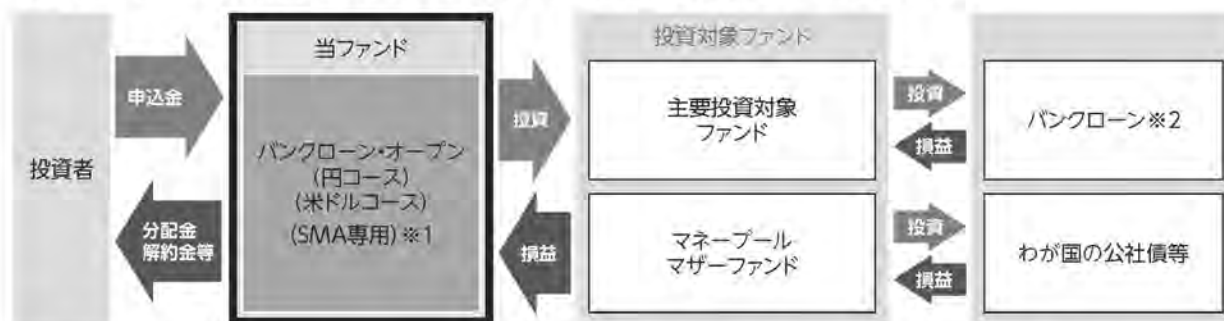 投資者
申込金
分配金
解約金等
当ファンド
バンクローン・オープン
(円コース)
(米ドルコース)
(SMA専用)※1
投資
損益
投資対象ファンド
主要投資対象
ファンド
投資
損益
バンクローン※2
マネープール
マザーファンド
投資
損益
わが国の公社債等